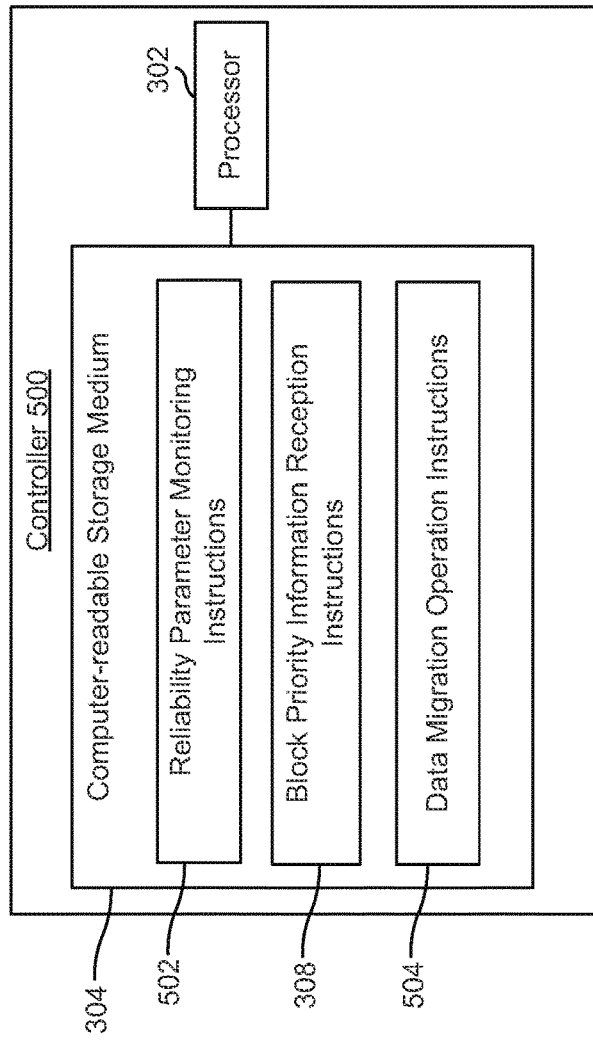 Controller 500
Computer-readable Storage Medium
Reliability Parameter Monitoring
Instructions
Block Priority Information Reception
Instructions
Data Migration Operation Instructions
Processor
302
304
502
308
504